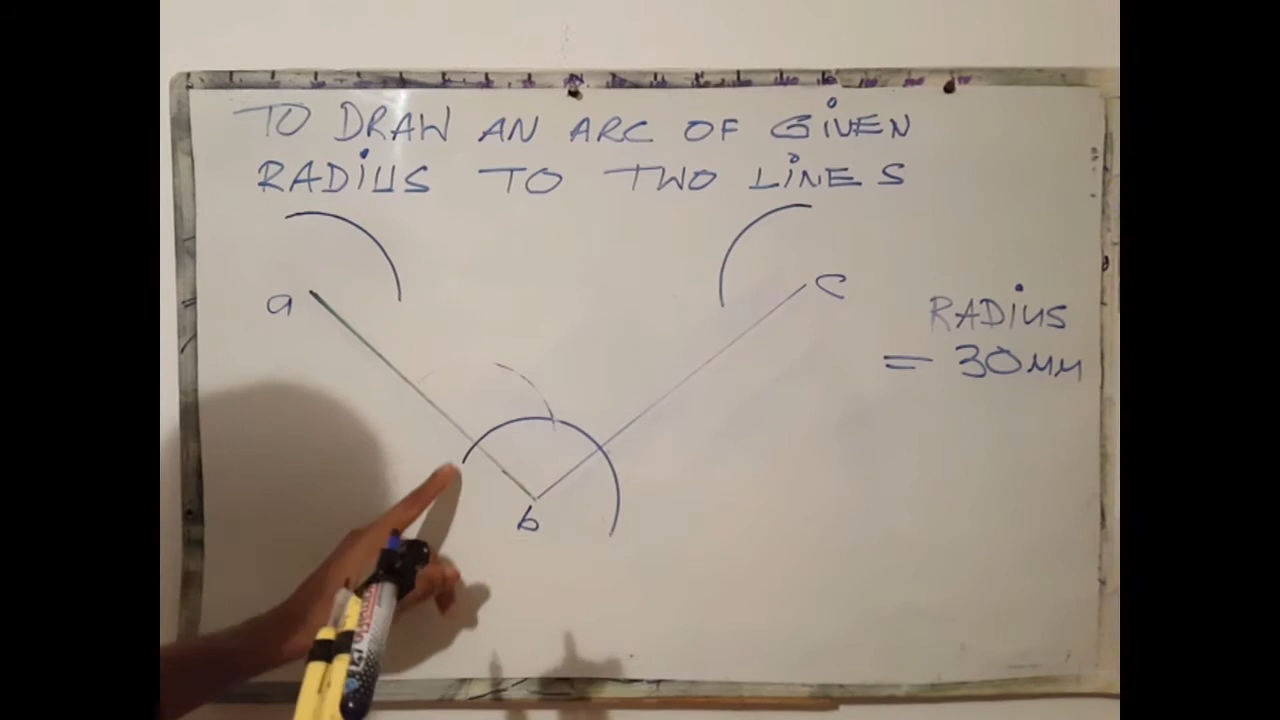 TO DRAW AN ARC OF GIVEN
RADIUS TO TWO LINES
a
c
RADIUS
= 30mm
b